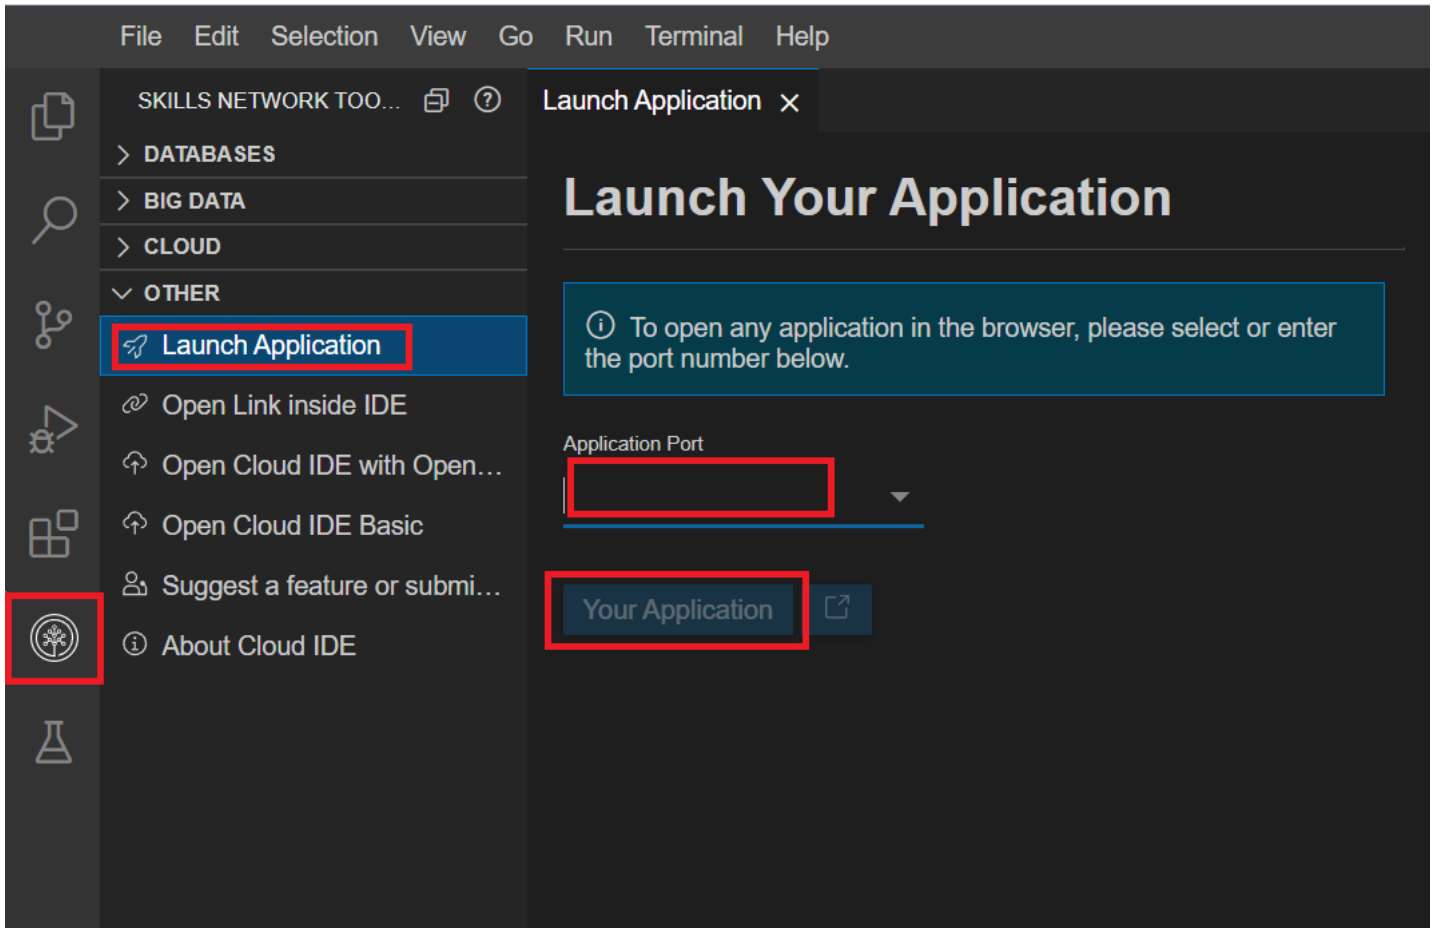 File Edit Selection View Go Run Terminal Help
SKILLS NETWORK TOO...
Launch Application
DATABASES
BIG DATA
CLOUD
OTHER
Launch Application
Open Link inside IDE
Open Cloud IDE with Open...
Open Cloud IDE Basic
Suggest a feature or submi...
About Cloud IDE
Launch Your Application
To open any application in the browser, please select or enter
the port number below.
Application Port
Your Application